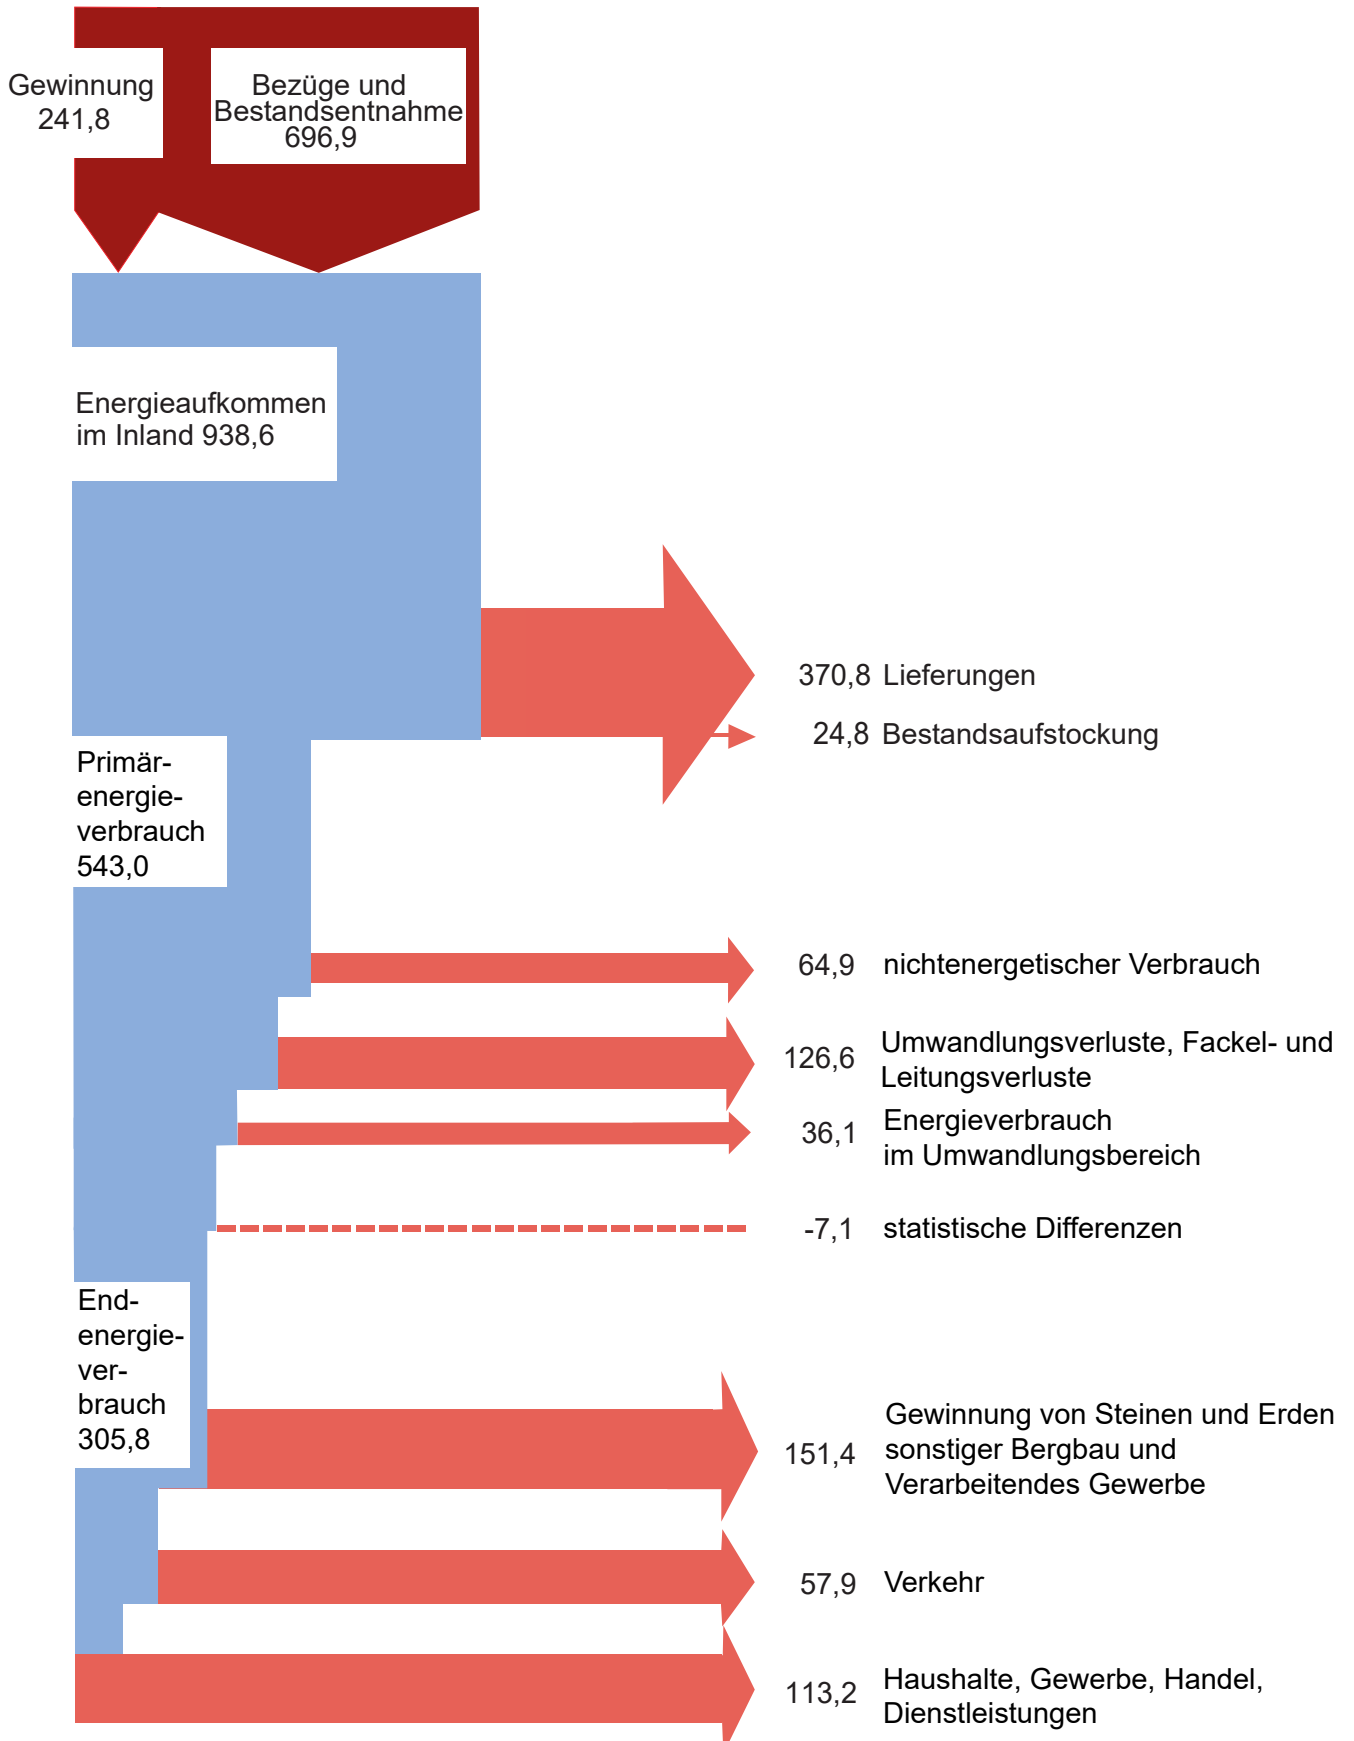 Gewinnung
241,8
Bezüge und
Bestandsentnahme
696,9
Energieaufkommen
im Inland 938,6
370,8 Lieferungen
24,8 Bestandsaufstockung
Primär-
energie-
verbrauch
543,0
64,9 nichtenergetischer Verbrauch
126,6 Umwandlungsverluste, Fackel- und
Leitungsverluste
36,1 Energieverbrauch
im Umwandlungsbereich
-7,1 statistische Differenzen
End-
energie-
ver-
brauch
305,8
Gewinnung von Steinen und Erden
151,4 sonstiger Bergbau und
Verarbeitendes Gewerbe
57,9 Verkehr
113,2 Haushalte, Gewerbe, Handel,
Dienstleistungen